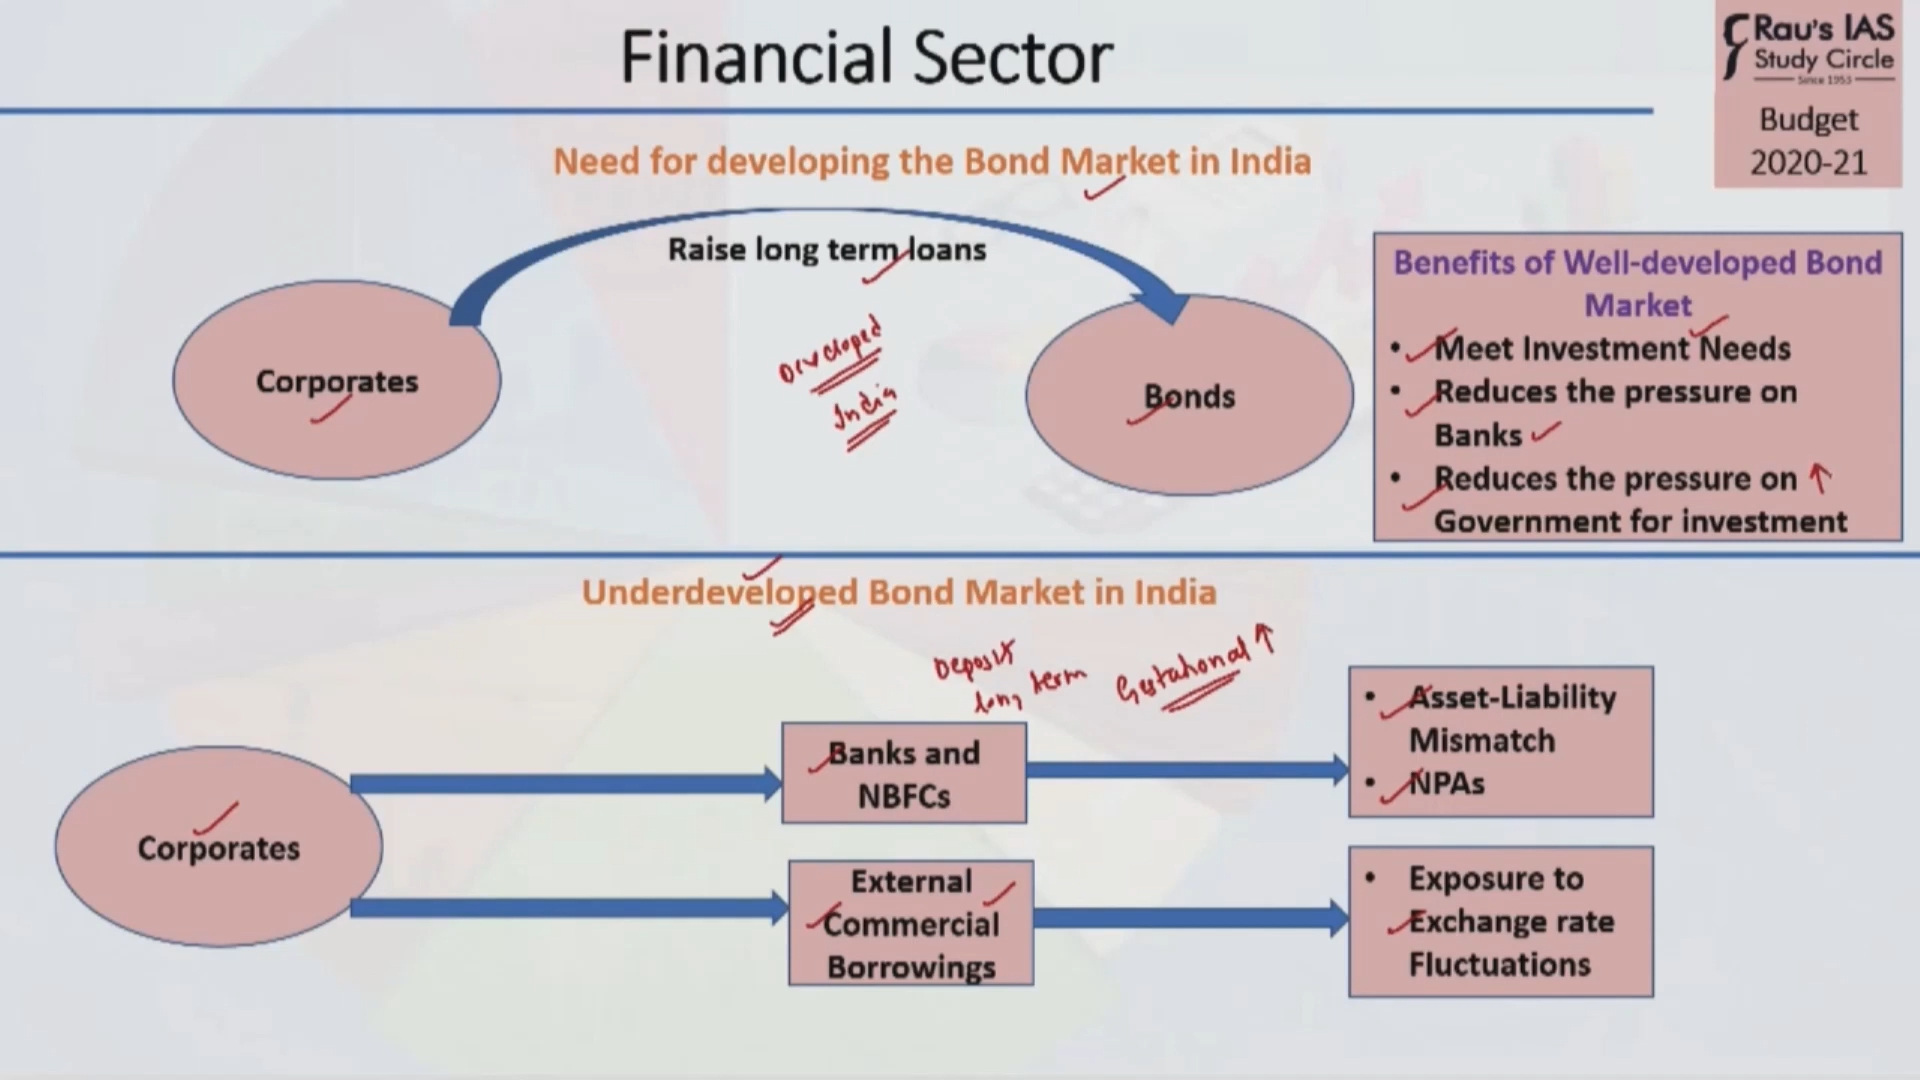 Financial Sector
Rau's IAS
Study Circle
Since 1953
Budget
2020-21
Need for developing the Bond Market in India
Raise long term loans
Corporates
Developed
India
Bonds
Benefits of Well-developed Bond
Market
• Meet Investment Needs
• Reduces the pressure on
Banks
• Reduces the pressure on
Government for investment
Underdeveloped Bond Market in India
Deposit
long term
Gestational
Corporates
Banks and
NBFCs
• Asset-Liability
Mismatch
• NPAs
External
Commercial
Borrowings
• Exposure to
Exchange rate
Fluctuations